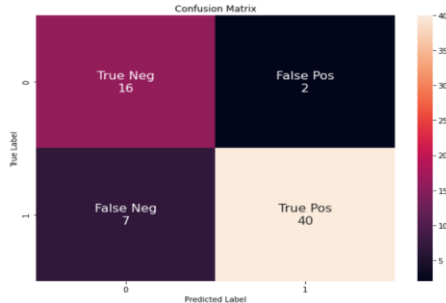 Confusion Matrix
True Label
0
True Neg
16
False Pos
2
1
False Neg
7
True Pos
40
0
1
Predicted Label
40
35
30
25
20
15
10
5